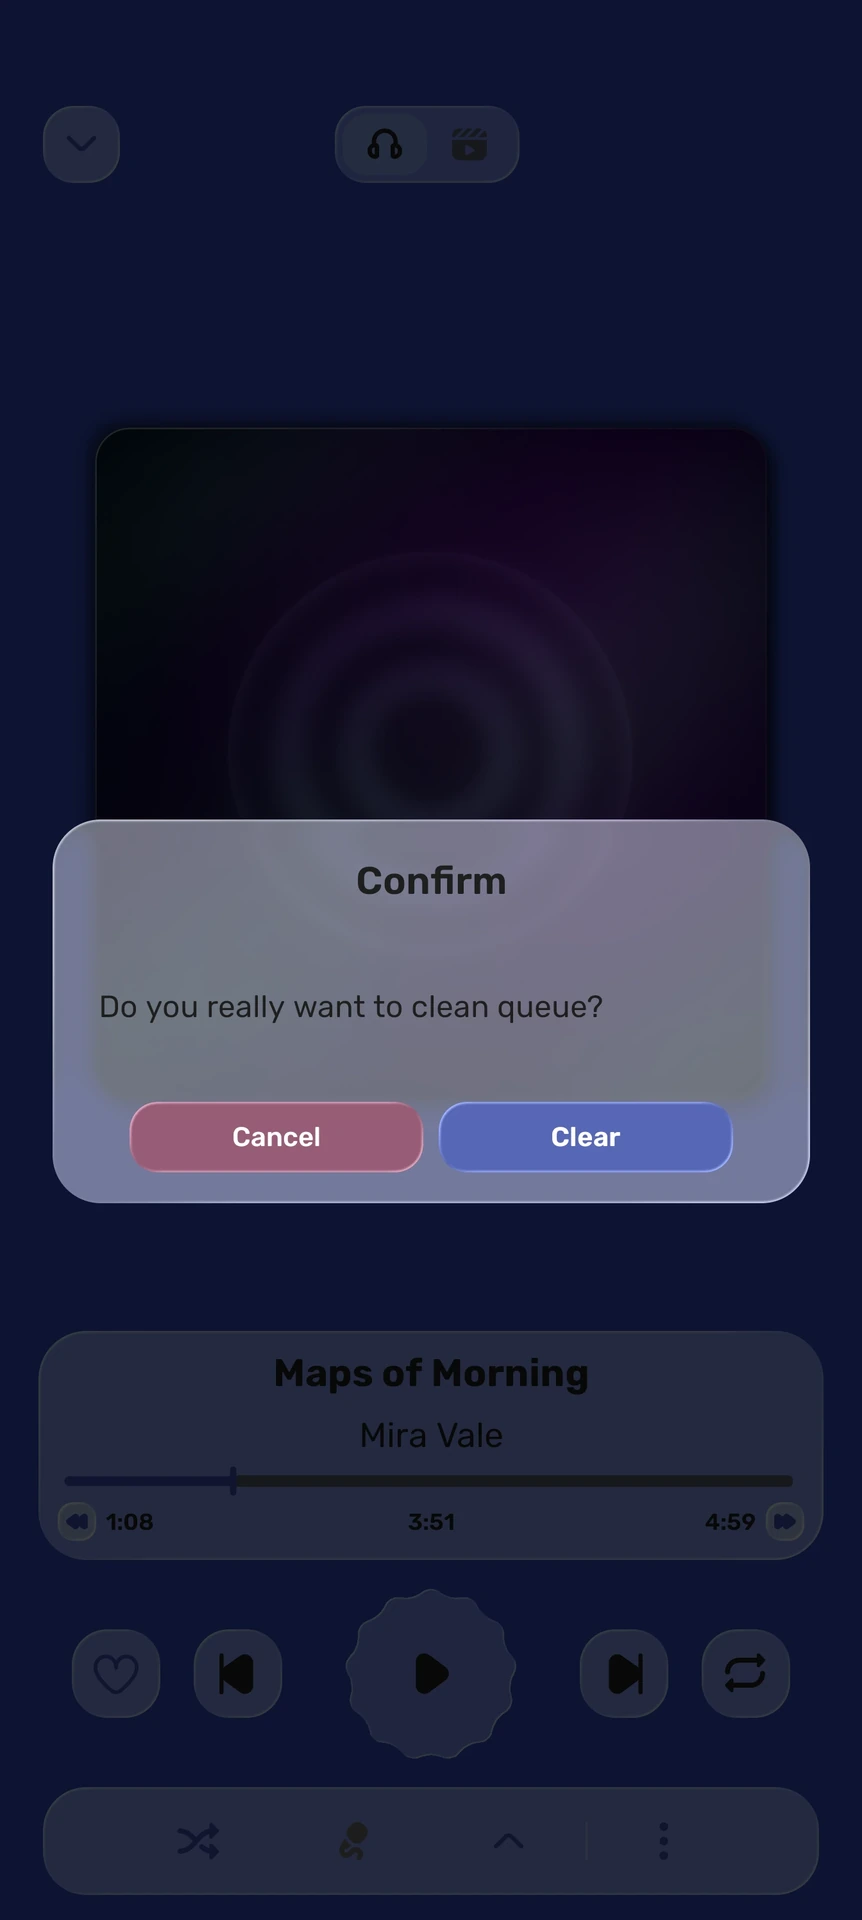 Confirm
Do you really want to clean queue?
Cancel
Clear
Maps of Morning
Mira Vale
1:08
3:51
4:59